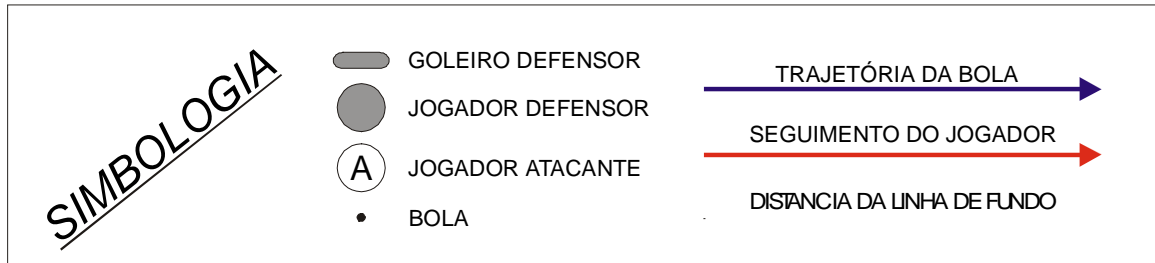 SIMBOLOGIA
GOLEIRO DEFENSOR
JOGADOR DEFENSOR
A JOGADOR ATACANTE
BOLA
TRAJETÓRIA DA BOLA
SEGUIMENTO DO JOGADOR
DISTANCIA DA LINHA DE FUNDO